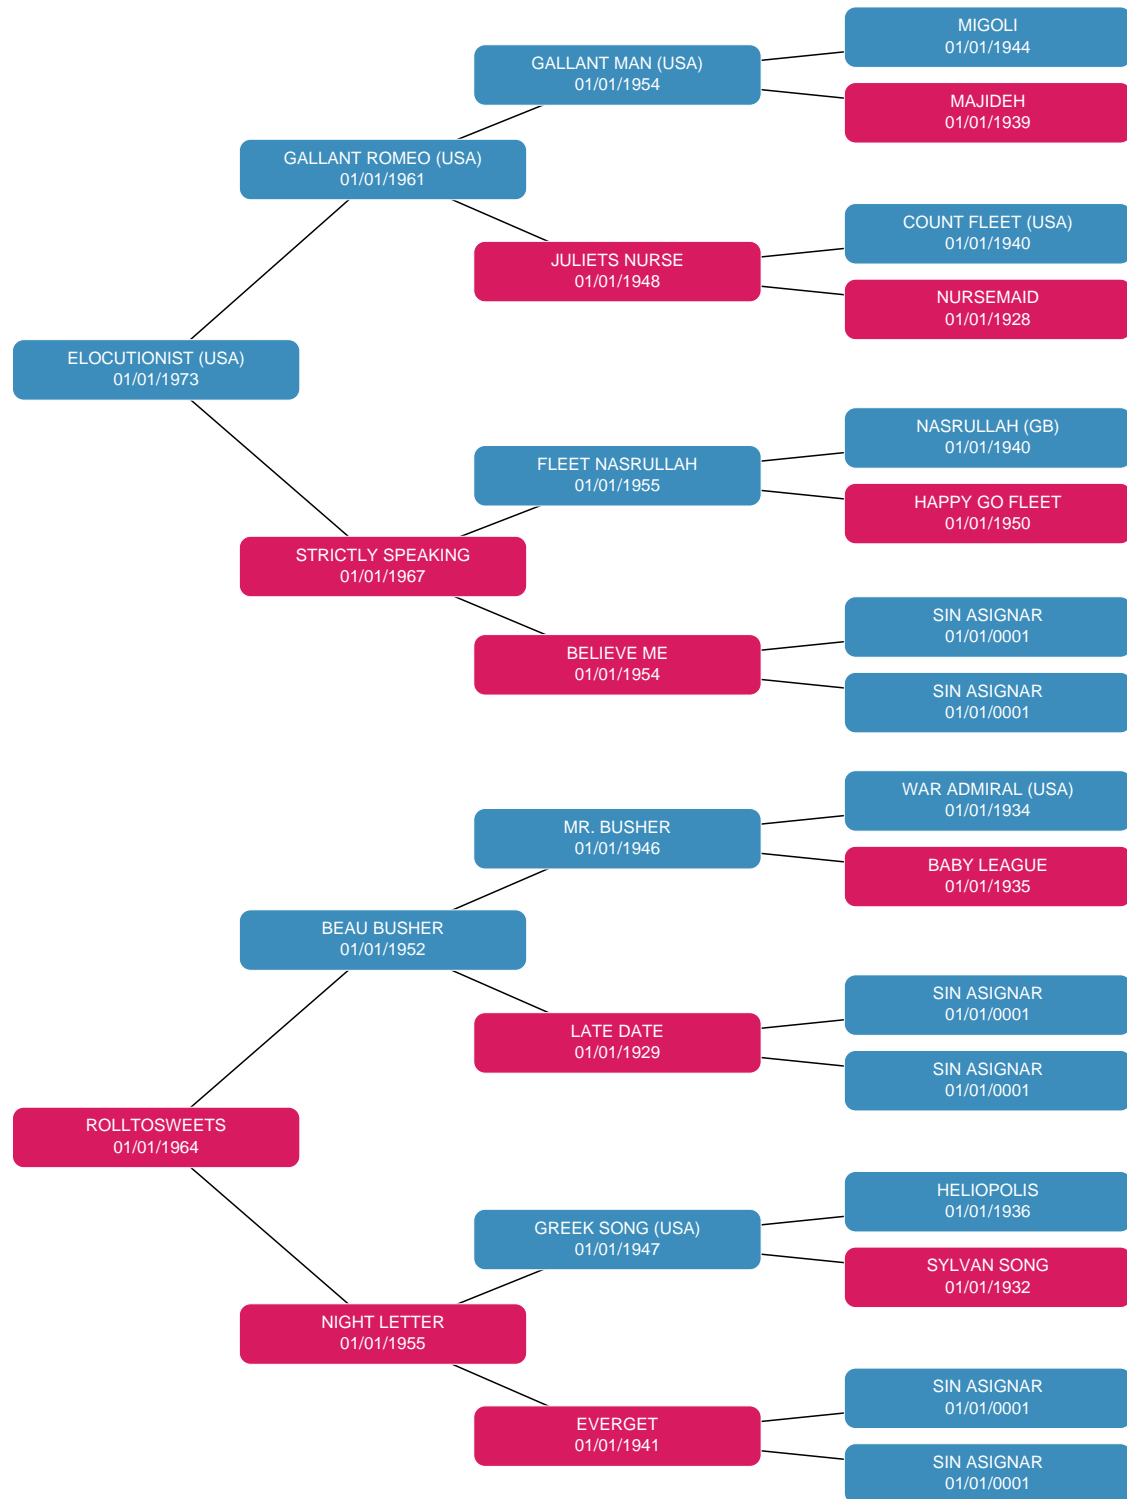 MIGOLI
01/01/1944
GALLANT MAN (USA)
01/01/1954
MAJIDEH
01/01/1939
GALLANT ROMEO (USA)
01/01/1961
COUNT FLEET (USA)
01/01/1940
JULIETS NURSE
01/01/1948
NURSEMAID
01/01/1928
ELOCUTIONIST (USA)
01/01/1973
NASRULLAH (GB)
01/01/1940
FLEET NASRULLAH
01/01/1955
HAPPY GO FLEET
01/01/1950
STRICTLY SPEAKING
01/01/1967
SIN ASIGNAR
01/01/0001
BELIEVE ME
01/01/1954
SIN ASIGNAR
01/01/0001
WAR ADMIRAL (USA)
01/01/1934
MR. BUSHER
01/01/1946
BABY LEAGUE
01/01/1935
BEAU BUSHER
01/01/1952
SIN ASIGNAR
01/01/0001
LATE DATE
01/01/1929
SIN ASIGNAR
01/01/0001
ROLLTOSWEETS
01/01/1964
HELIOPOLIS
01/01/1936
GREEK SONG (USA)
01/01/1947
SYLVAN SONG
01/01/1932
NIGHT LETTER
01/01/1955
SIN ASIGNAR
01/01/0001
EVERGET
01/01/1941
SIN ASIGNAR
01/01/0001